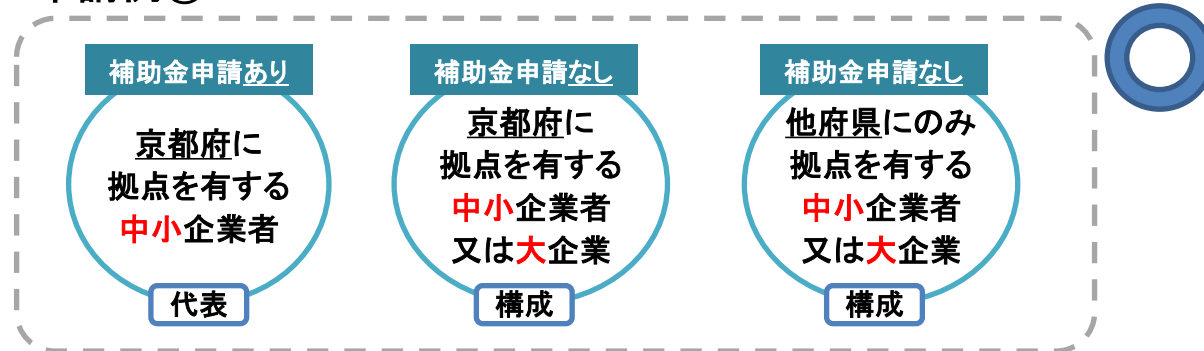 補助金申請あり
京都府に
拠点を有する
中小企業者
代表
補助金申請なし
京都府に
拠点を有する
中小企業者
又は大企業
構成
補助金申請なし
他府県にのみ
拠点を有する
中小企業者
又は大企業
構成